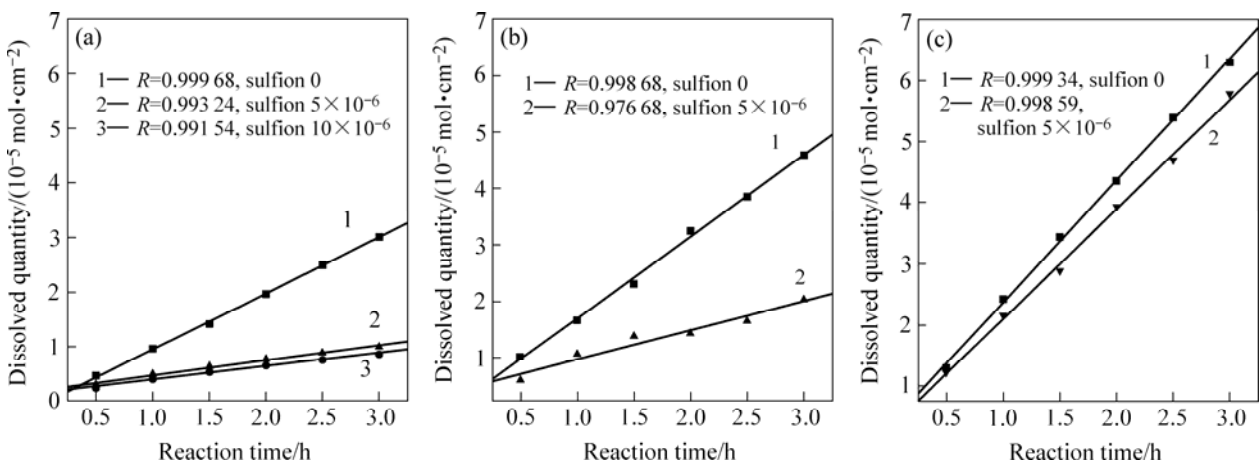 (a)
1— R=0.999 68, sulfion 0
2— R=0.993 24, sulfion 5×10⁻⁶
3— R=0.991 54, sulfion 10×10⁻⁶
1
2
3
7
6
5
4
3
2
1
0
0.5 1.0 1.5 2.0 2.5 3.0
Reaction time/h
Dissolved quantity/(10⁻⁵ mol•cm⁻²)
(b)
1— R=0.998 68, sulfion 0
2— R=0.976 68, sulfion 5×10⁻⁶
1
2
7
6
5
4
3
2
1
0.5 1.0 1.5 2.0 2.5 3.0
Reaction time/h
Dissolved quantity/(10⁻⁵ mol•cm⁻²)
(c)
1— R=0.999 34, sulfion 0
2— R=0.998 59,
sulfion 5×10⁻⁶
1
2
7
6
5
4
3
2
1
0.5 1.0 1.5 2.0 2.5 3.0
Reaction time/h
Dissolved quantity/(10⁻⁵ mol•cm⁻²)